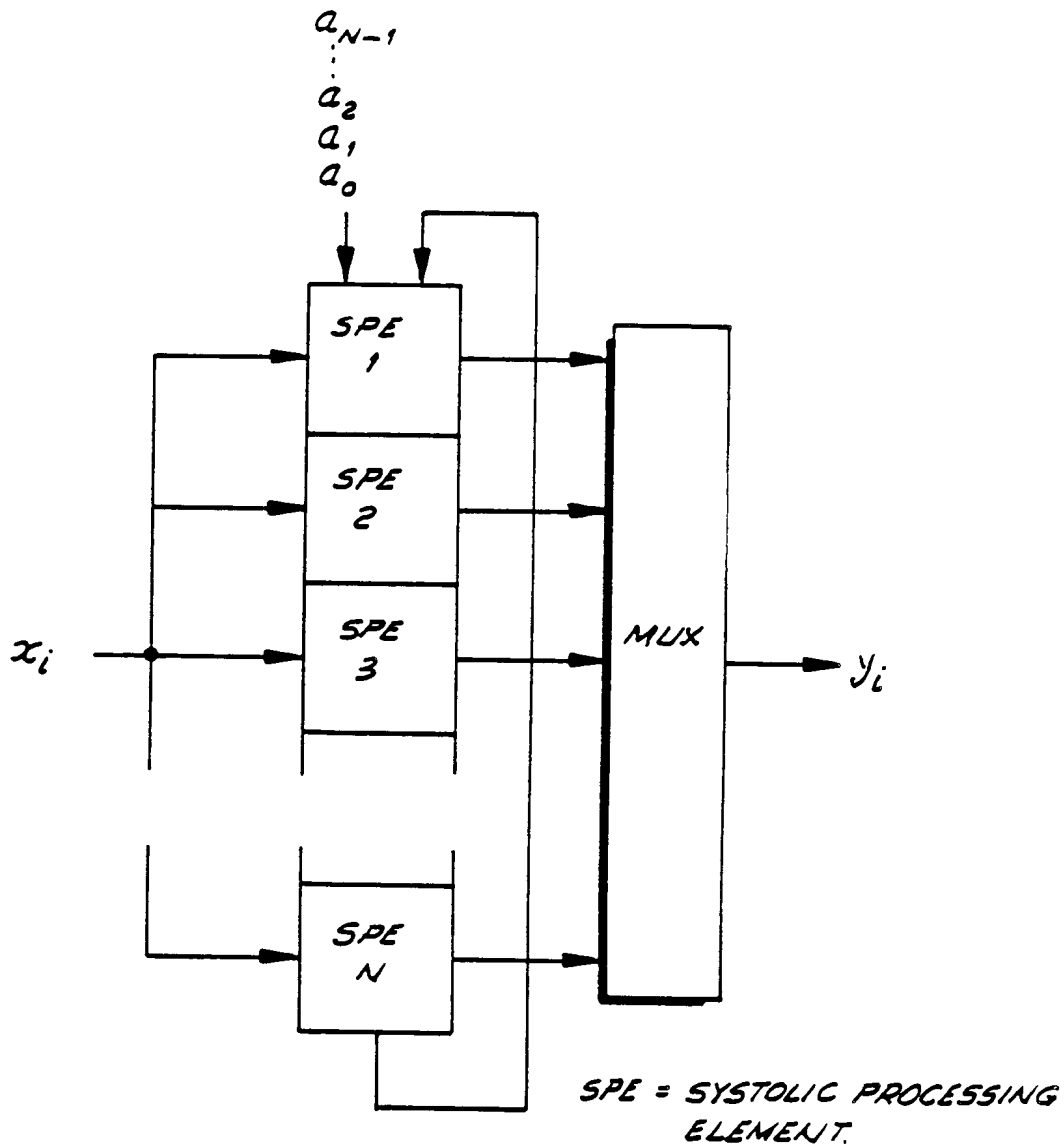 a_{N-1}
⋮
a_2
a_1
a_0
SPE
1
SPE
2
SPE
3
x_i
MUX
y_i
SPE
N
SPE = SYSTOLIC PROCESSING
ELEMENT.